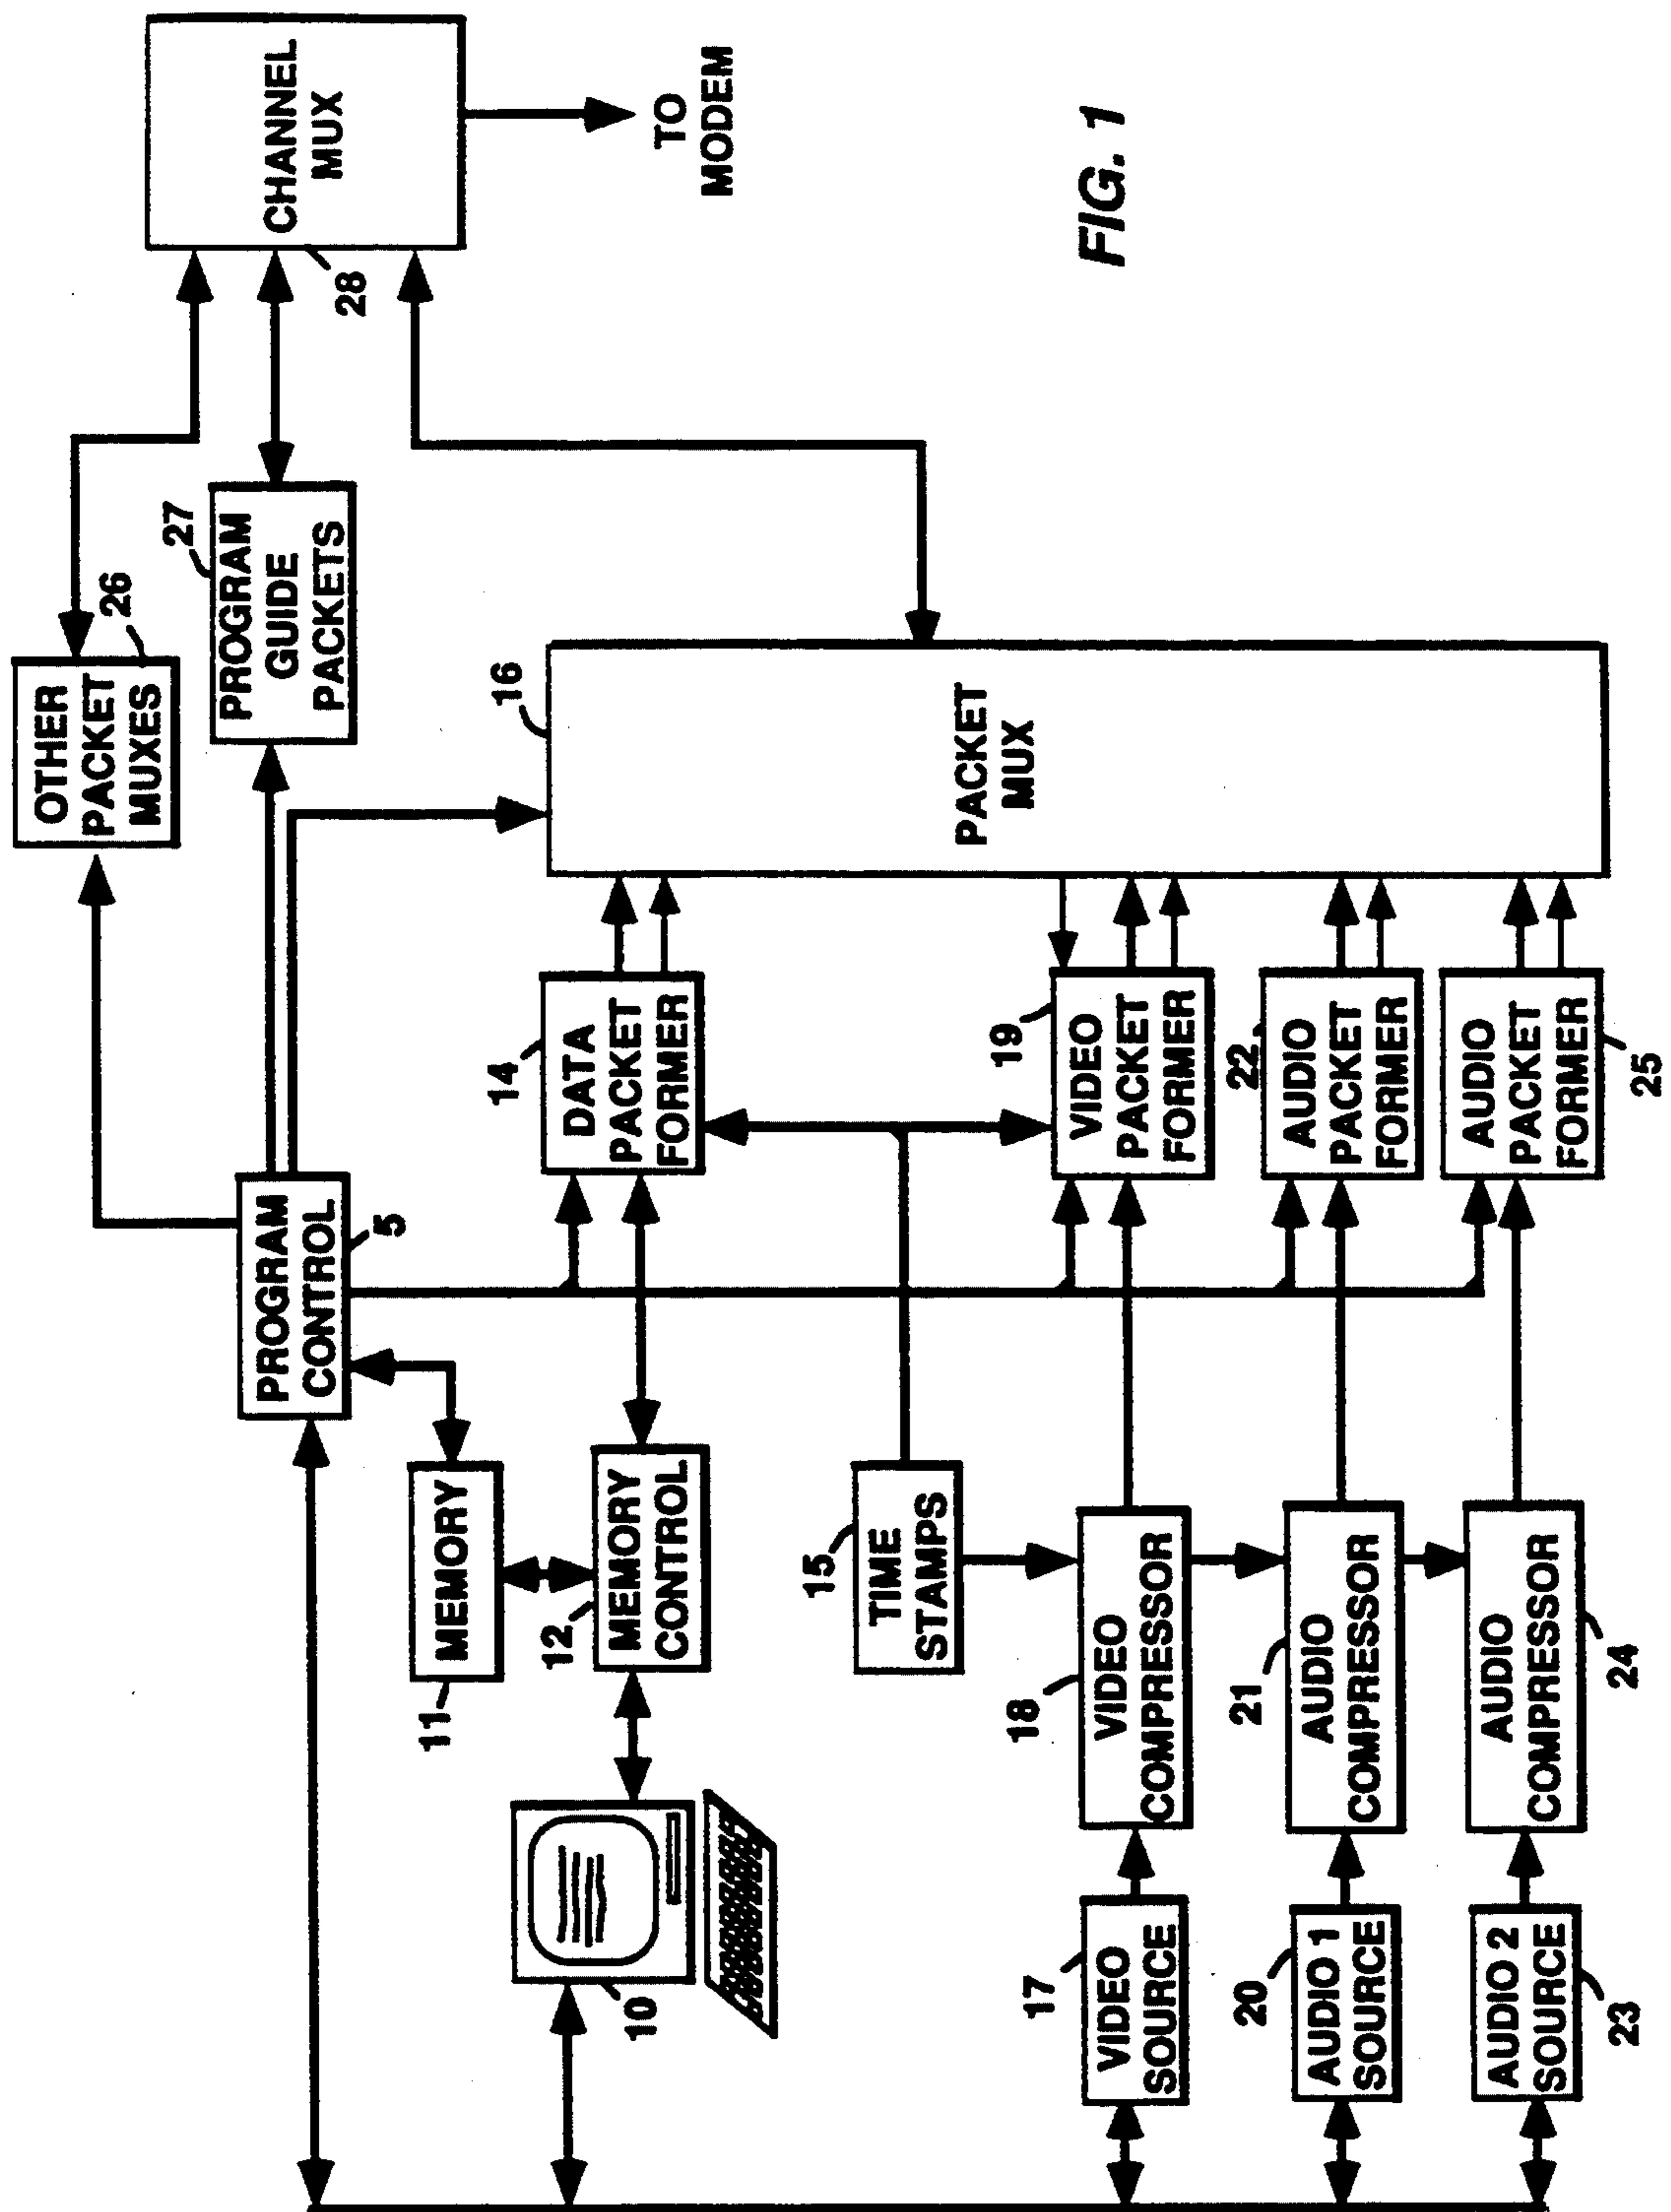 OTHER
PACKET
MUXES
26
PROGRAM
GUIDE
PACKETS
27
CHANNEL
MUX
28
TO
MODEM
PROGRAM
CONTROL
5
MEMORY
11
MEMORY
CONTROL
12
10
DATA
PACKET
FORMER
14
TIME
STAMPS
15
PACKET
MUX
16
VIDEO
SOURCE
17
VIDEO
COMPRESSOR
18
VIDEO
PACKET
FORMER
19
AUDIO 1
SOURCE
20
AUDIO
COMPRESSOR
21
AUDIO
PACKET
FORMER
22
AUDIO 2
SOURCE
23
AUDIO
COMPRESSOR
24
AUDIO
PACKET
FORMER
25
FIG. 1